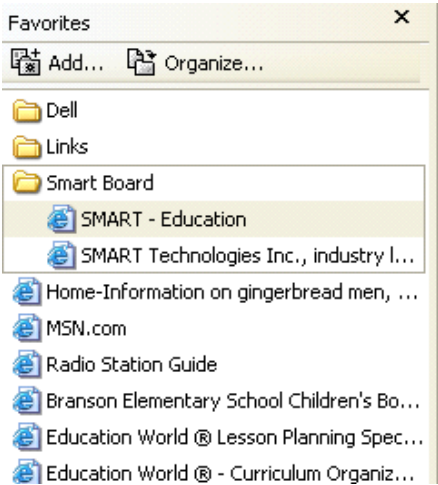 Favorites
Add... Organize...
Dell
Links
Smart Board
SMART - Education
SMART Technologies Inc., industry l...
Home-Information on gingerbread men, ...
MSN.com
Radio Station Guide
Branson Elementary School Children's Bo...
Education World ® Lesson Planning Spec...
Education World ® - Curriculum Organiz...